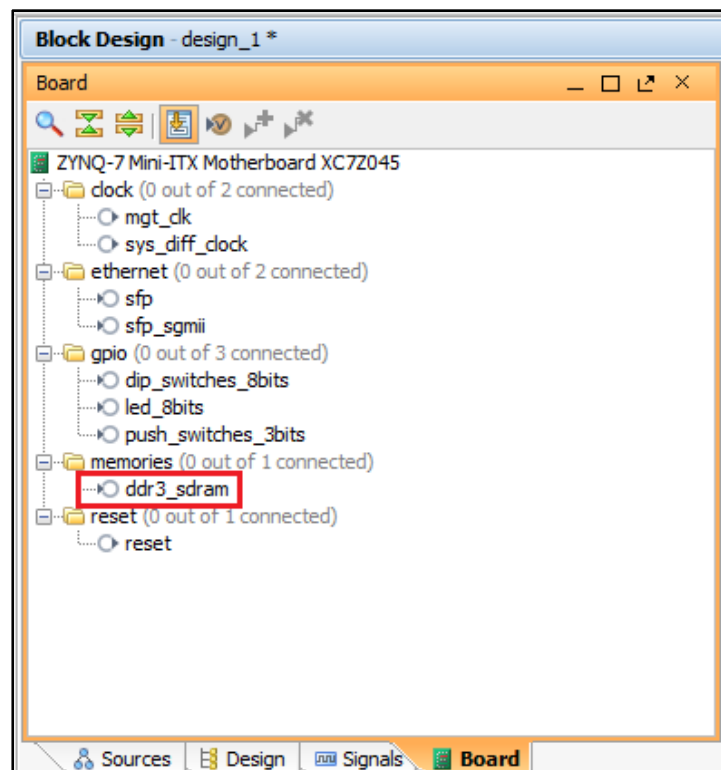 Block Design - design_1 *
Board
ZYNQ-7 Mini-ITX Motherboard XC7Z045
clock (0 out of 2 connected)
mgt_clk
sys_diff_clock
ethernet (0 out of 2 connected)
sfp
sfp_sgmii
gpio (0 out of 3 connected)
dip_switches_8bits
led_8bits
push_switches_3bits
memories (0 out of 1 connected)
ddr3_sdram
reset (0 out of 1 connected)
reset
Sources Design Signals Board